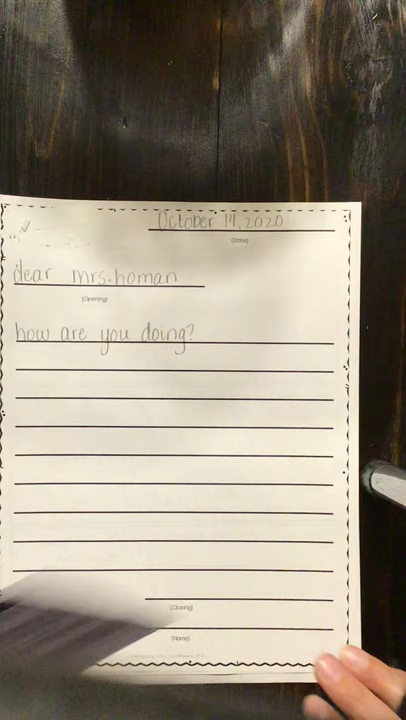 October 14, 2020
(Date)
dear mrs. homan
(Opening)
how are you doing?
(Closing)
(Name)